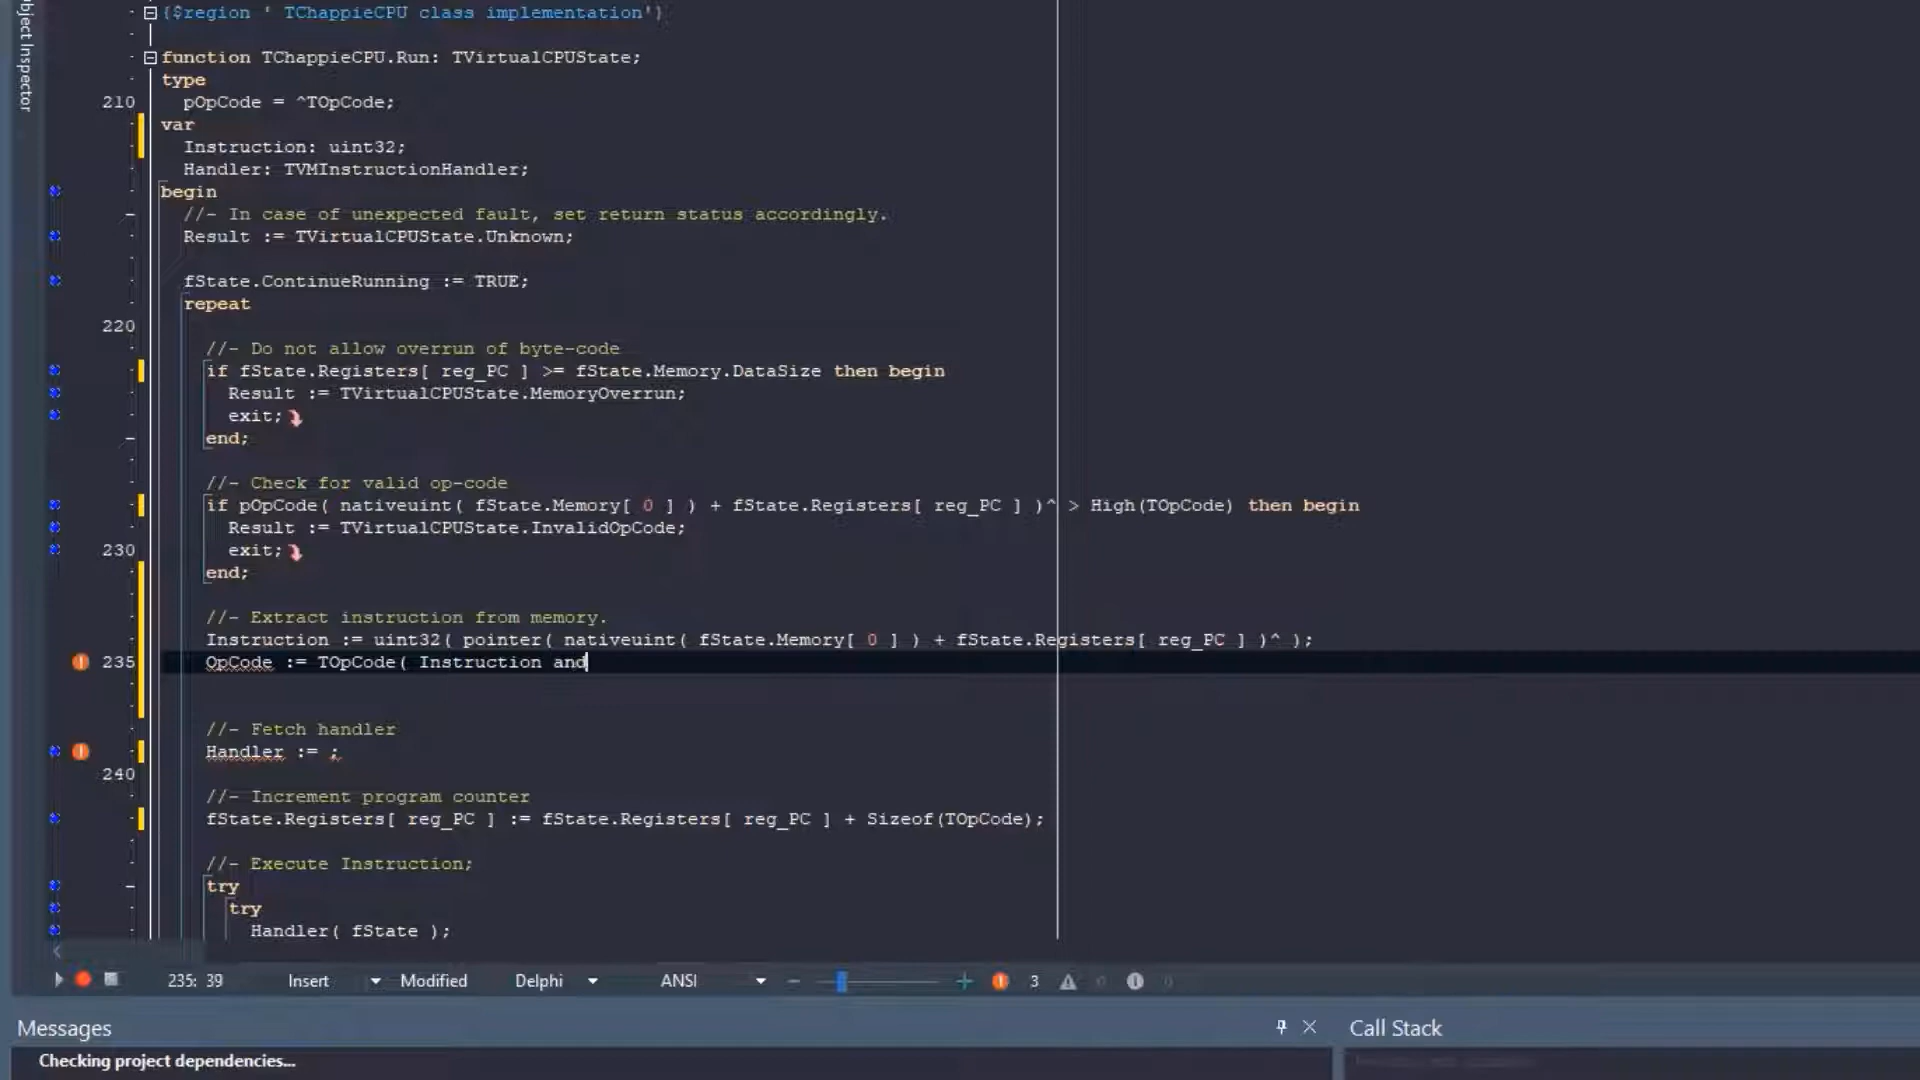 Object Inspector
{$region ' TChappieCPU class implementation'}
function TChappieCPU.Run: TVirtualCPUState;
type
210 pOpCode = ^TOpCode;
var
Instruction: uint32;
Handler: TVMInstructionHandler;
begin
//- In case of unexpected fault, set return status accordingly.
Result := TVirtualCPUState.Unknown;
fState.ContinueRunning := TRUE;
repeat
220
//- Do not allow overrun of byte-code
if fState.Registers[ reg_PC ] >= fState.Memory.DataSize then begin
Result := TVirtualCPUState.MemoryOverrun;
exit;
end;
//- Check for valid op-code
if pOpCode( nativeuint( fState.Memory[ 0 ] ) + fState.Registers[ reg_PC ] )^ > High(TOpCode) then begin
Result := TVirtualCPUState.InvalidOpCode;
230 exit;
end;
//- Extract instruction from memory.
Instruction := uint32( pointer( nativeuint( fState.Memory[ 0 ] ) + fState.Registers[ reg_PC ] )^ );
235 OpCode := TOpCode( Instruction and
//- Fetch handler
Handler := ;
240
//- Increment program counter
fState.Registers[ reg_PC ] := fState.Registers[ reg_PC ] + Sizeof(TOpCode);
//- Execute Instruction;
try
try
Handler( fState );
235: 39 Insert Modified Delphi ANSI 3 0 0
Messages
Call Stack
Checking project dependencies...